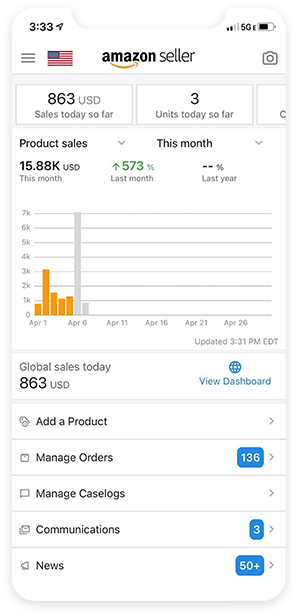 3:33 5G E
amazon seller
863 USD 3
Sales today so far Units today so far C
Product sales This month
15.88K USD ↑ 573 % -- %
This month Last month Last year
7k
6k
5k
4k
3k
2k
1k
0
Apr 1 Apr 6 Apr 11 Apr 16 Apr 21 Apr 26
Updated 3:31 PM EDT
Global sales today
863 USD View Dashboard
Add a Product
Manage Orders 136
Manage Caselogs
Communications 3
News 50+